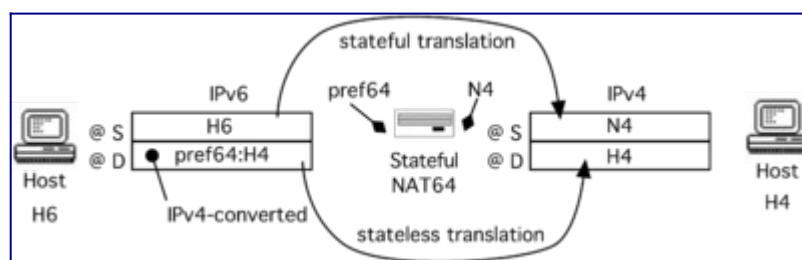 stateful translation
IPv6
pref64
N4
IPv4
@ S
H6
@ S
N4
@ D
pref64:H4
Stateful
NAT64
@ D
H4
Host
H6
IPv4-converted
Host
H4
stateless translation